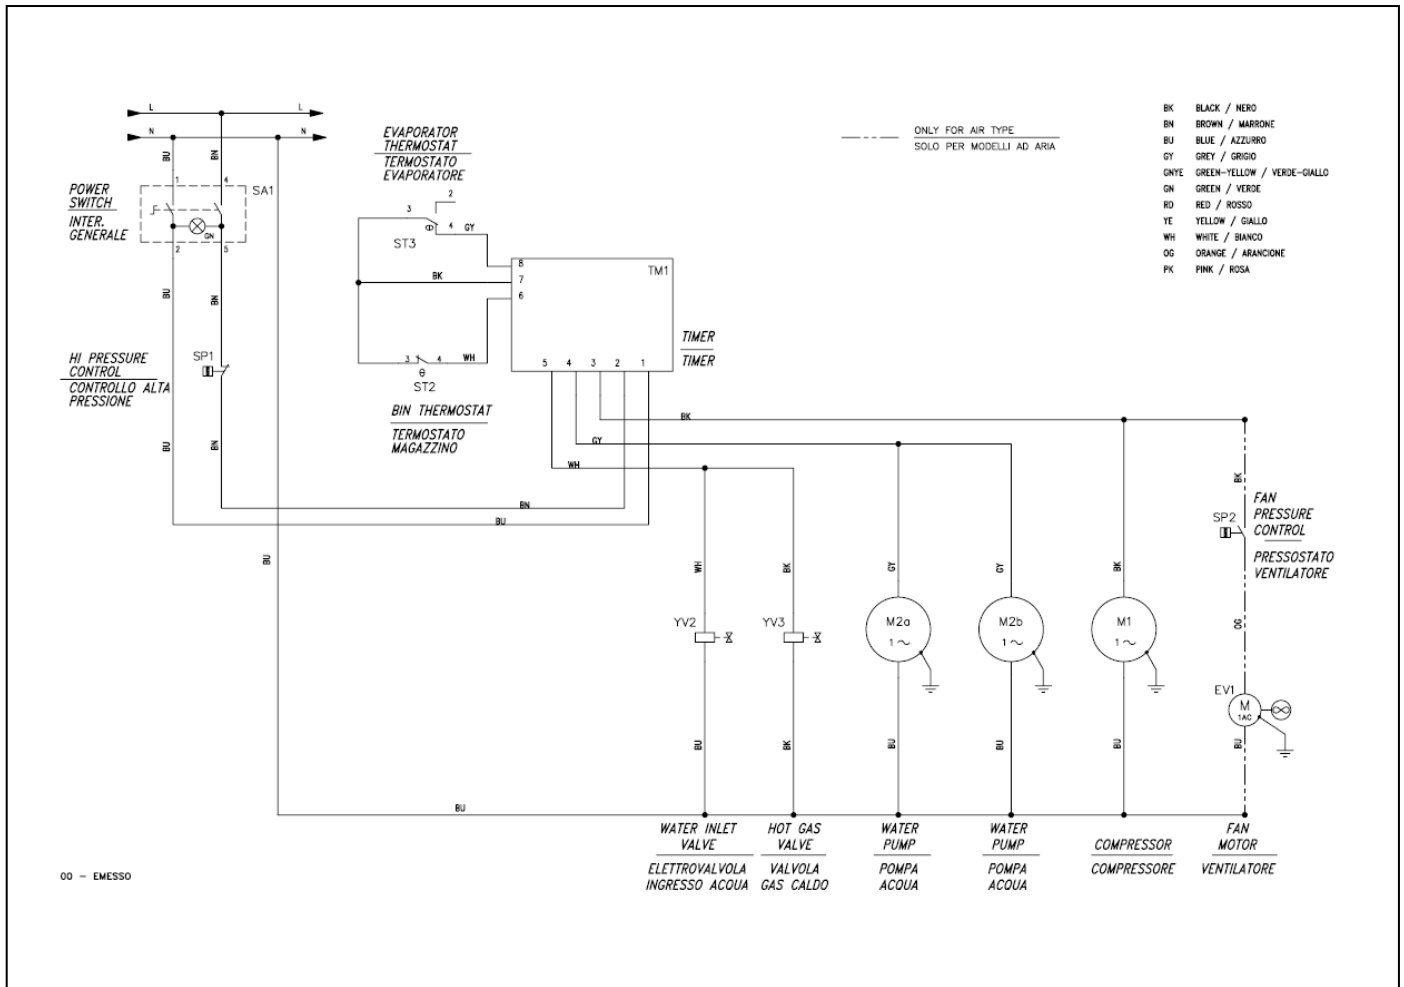 L
L
N
N
BU
BN
1
4
SA1
POWER
SWITCH
INTER.
GENERALE
GN
2
5
BU
BN
HI PRESSURE
CONTROL
CONTROLLO ALTA
PRESSIONE
SP1
BU
BN
EVAPORATOR
THERMOSTAT
TERMOSTATO
EVAPORATORE
2
3
4
GY
ST3
BK
8
7
6
TM1
3
4
WH
θ
ST2
BIN THERMOSTAT
TERMOSTATO
MAGAZZINO
5
4
3
2
1
TIMER
TIMER
ONLY FOR AIR TYPE
SOLO PER MODELLI AD ARIA
BK BLACK / NERO
BN BROWN / MARRONE
BU BLUE / AZZURRO
GY GREY / GRIGIO
GNYE GREEN-YELLOW / VERDE-GIALLO
GN GREEN / VERDE
RD RED / ROSSO
YE YELLOW / GIALLO
WH WHITE / BIANCO
OG ORANGE / ARANCIONE
PK PINK / ROSA
BK
GY
WH
BN
BU
BU
WH
BK
GY
GY
BK
BK
SP2
FAN
PRESSURE
CONTROL
PRESSOSTATO
VENTILATORE
OG
YV2
YV3
M2a
1 ~
M2b
1 ~
M1
1 ~
EV1
M
1AC
BU
BK
BU
BU
BU
BU
BU
WATER INLET
VALVE
ELETTROVALVOLA
INGRESSO ACQUA
HOT GAS
VALVE
VALVOLA
GAS CALDO
WATER
PUMP
POMPA
ACQUA
WATER
PUMP
POMPA
ACQUA
COMPRESSOR
COMPRESSORE
FAN
MOTOR
VENTILATORE
00 - EMESSO